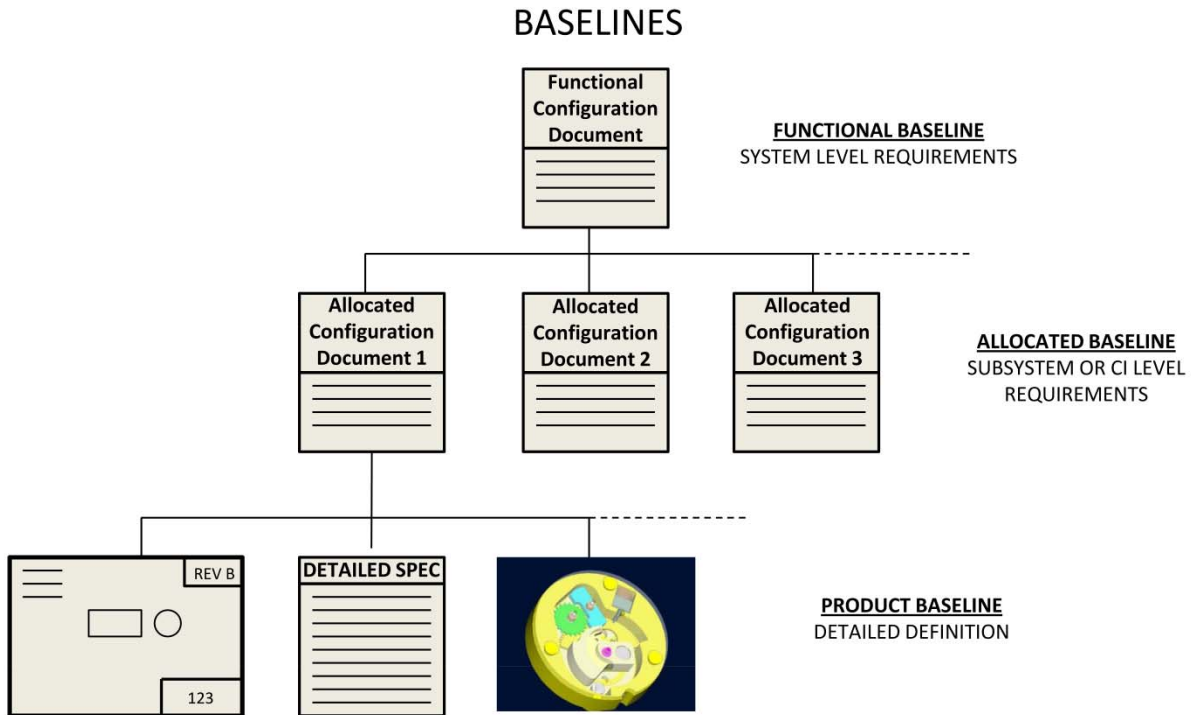 BASELINES
Functional
Configuration
Document
FUNCTIONAL BASELINE
SYSTEM LEVEL REQUIREMENTS
Allocated
Configuration
Document 1
Allocated
Configuration
Document 2
Allocated
Configuration
Document 3
ALLOCATED BASELINE
SUBSYSTEM OR CI LEVEL
REQUIREMENTS
REV B
123
DETAILED SPEC
PRODUCT BASELINE
DETAILED DEFINITION